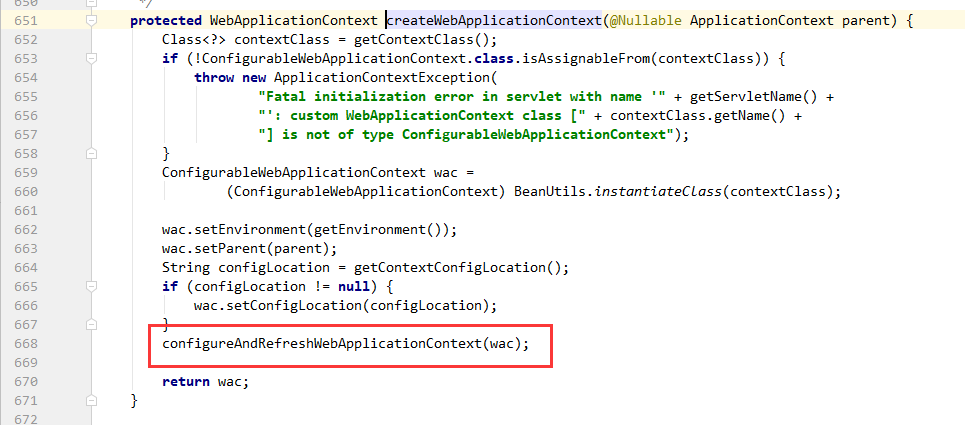 650 */
651 protected WebApplicationContext createWebApplicationContext(@Nullable ApplicationContext parent) {
652 Class<?> contextClass = getContextClass();
653 if (!ConfigurableWebApplicationContext.class.isAssignableFrom(contextClass)) {
654 throw new ApplicationContextException(
655 "Fatal initialization error in servlet with name '" + getServletName() +
656 "': custom WebApplicationContext class [" + contextClass.getName() +
657 "] is not of type ConfigurableWebApplicationContext");
658 }
659 ConfigurableWebApplicationContext wac =
660 (ConfigurableWebApplicationContext) BeanUtils.instantiateClass(contextClass);
661
662 wac.setEnvironment(getEnvironment());
663 wac.setParent(parent);
664 String configLocation = getContextConfigLocation();
665 if (configLocation != null) {
666 wac.setConfigLocation(configLocation);
667 }
668 configureAndRefreshWebApplicationContext(wac);
669
670 return wac;
671 }
672